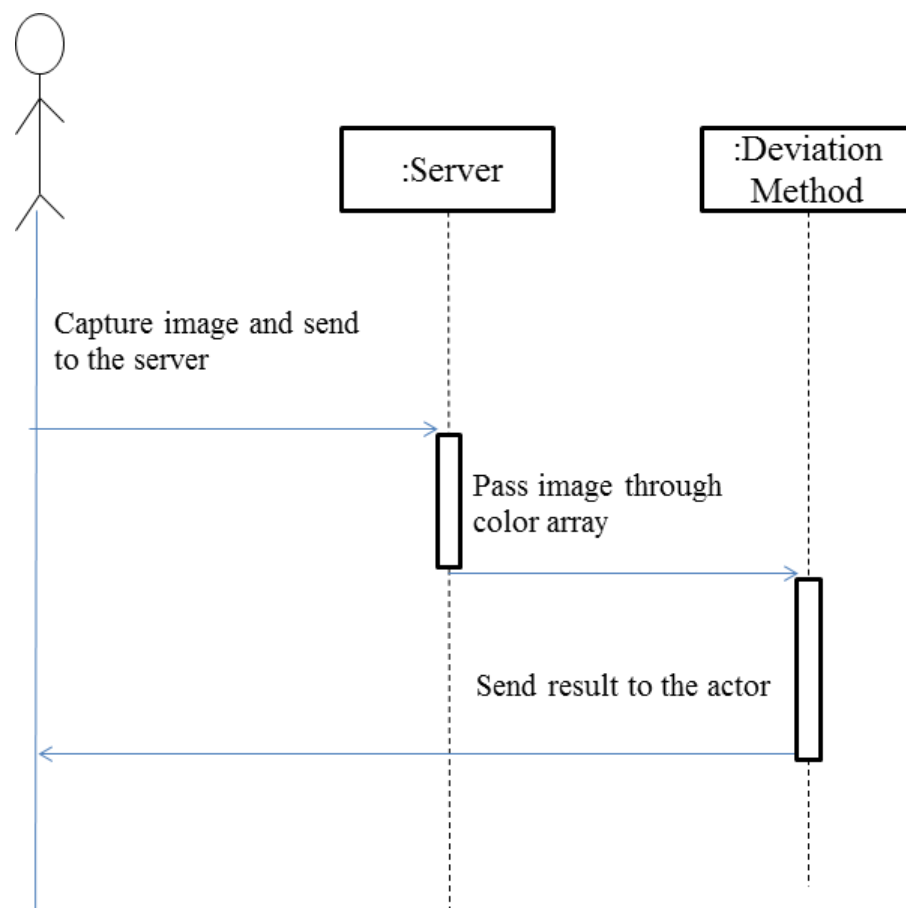 :Server
:Deviation
Method
Capture image and send
to the server
Pass image through
color array
Send result to the actor